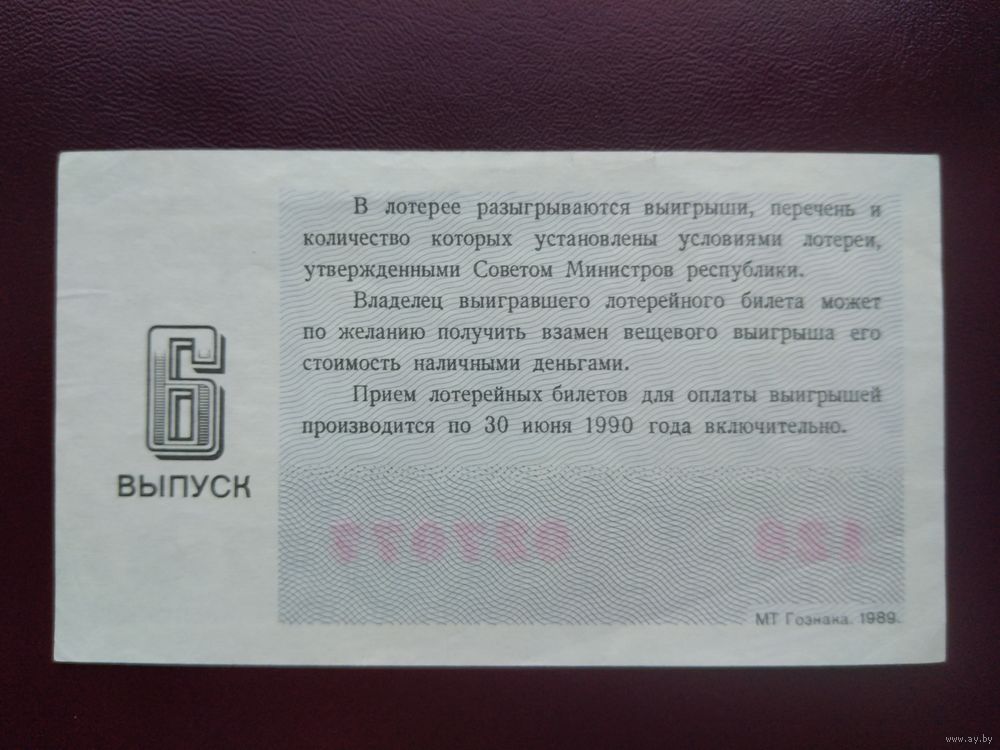 В лотерее разыгрываются выигрыши, перечень и
количество которых установлены условиями лотереи,
утвержденными Советом Министров республики.
Владелец выигравшего лотерейного билета может
по желанию получить взамен вещевого выигрыша его
стоимость наличными деньгами.
Прием лотерейных билетов для оплаты выигрышей
производится по 30 июня 1990 года включительно.
6
ВЫПУСК
МТ Гознака. 1989.
www.ay.by